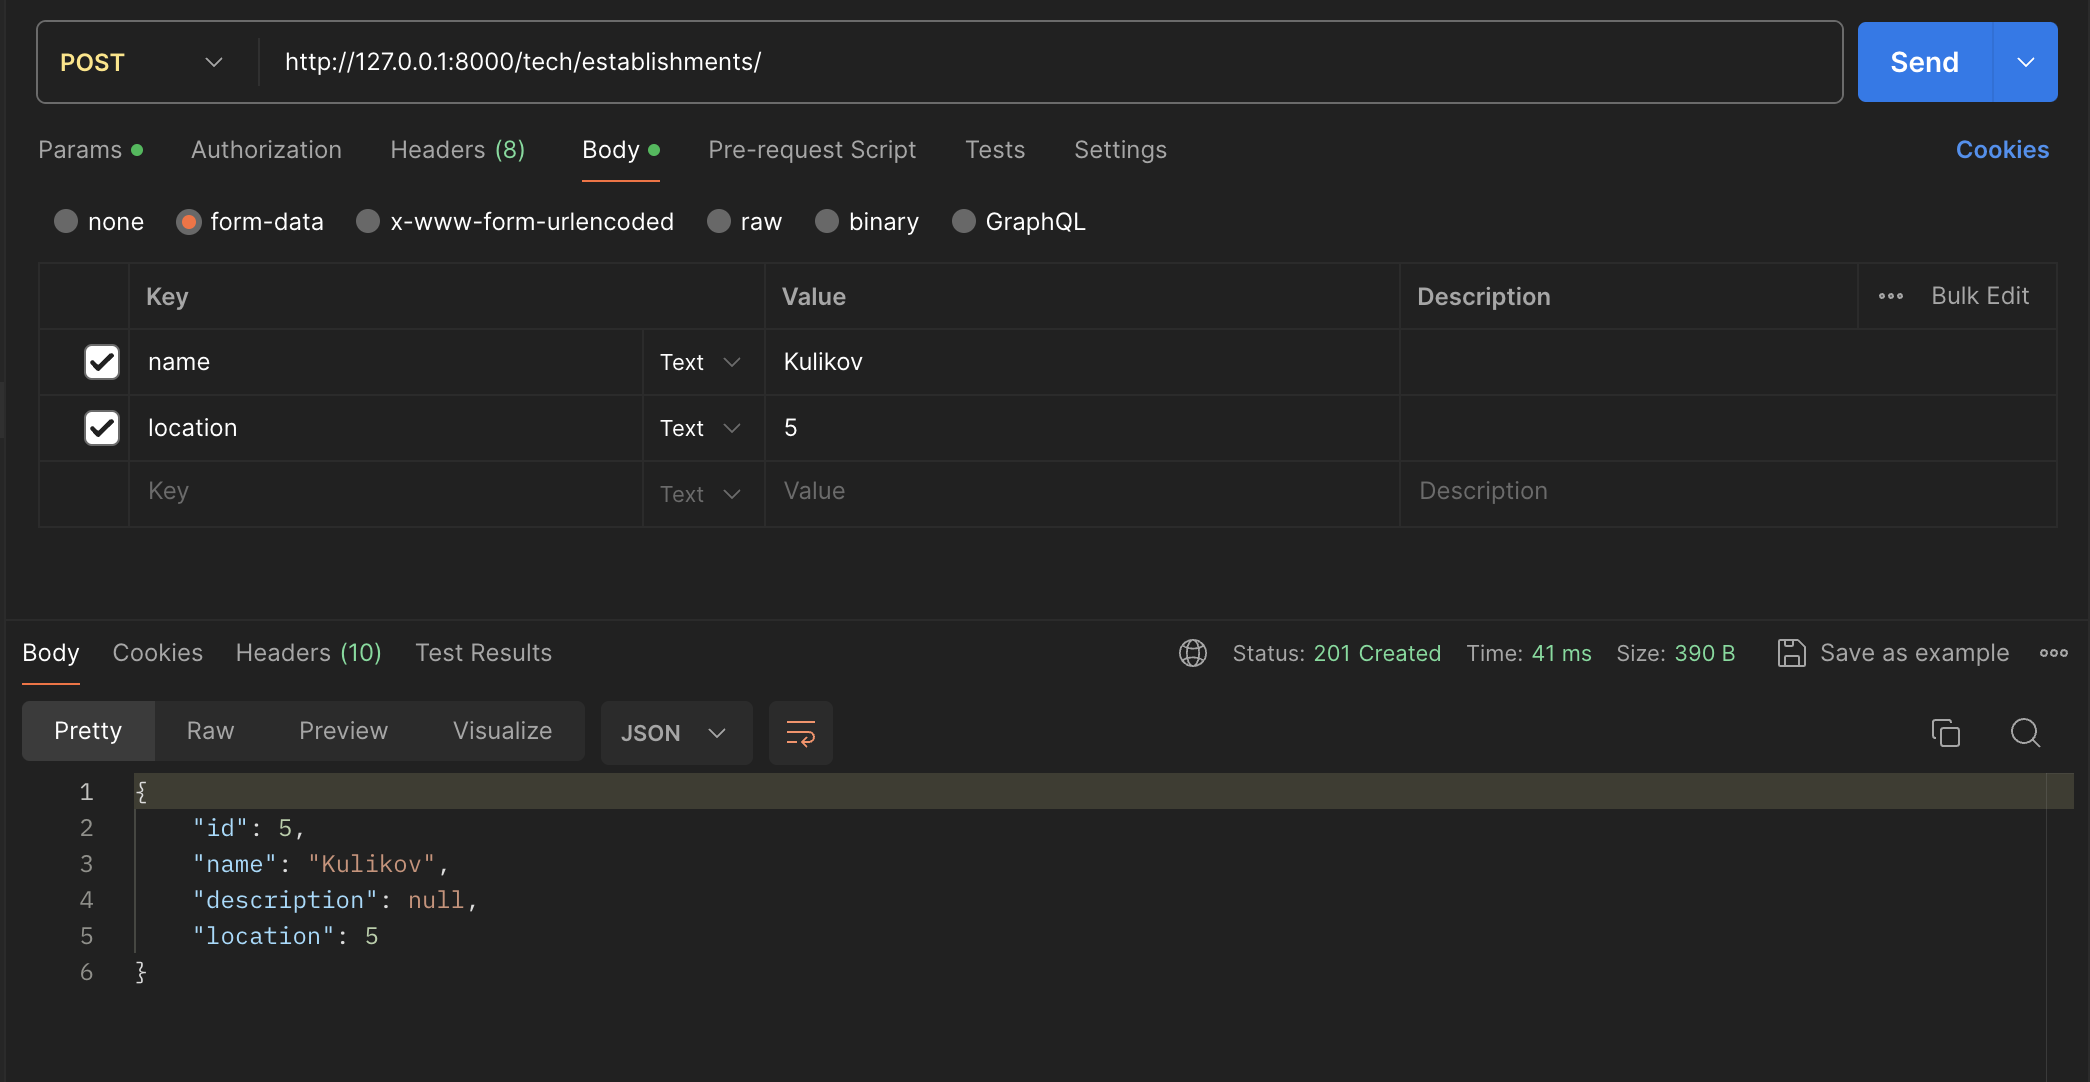 POST http://127.0.0.1:8000/tech/establishments/ Send
Params Authorization Headers (8) Body Pre-request Script Tests Settings Cookies
none form-data x-www-form-urlencoded raw binary GraphQL
Key Value Description Bulk Edit
name Text Kulikov
location Text 5
Key Text Value Description
Body Cookies Headers (10) Test Results Status: 201 Created Time: 41 ms Size: 390 B Save as example
Pretty Raw Preview Visualize JSON
1 {
2 "id": 5,
3 "name": "Kulikov",
4 "description": null,
5 "location": 5
6 }